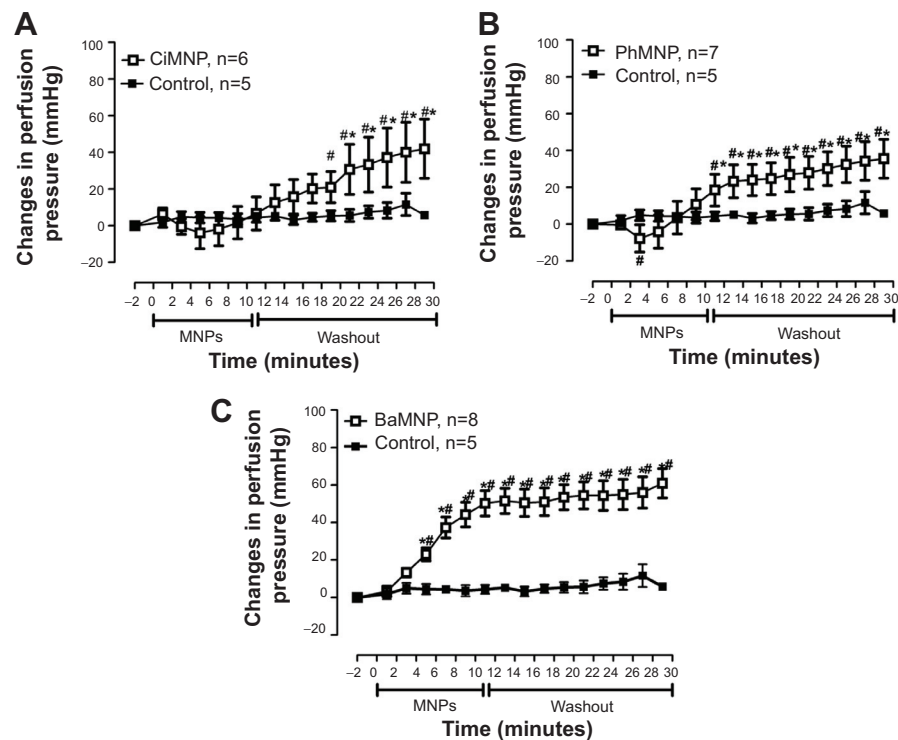 A
Changes in perfusion
pressure (mmHg)
100
80
60
40
20
0
–20
CiMNP, n=6
Control, n=5
# #* #* #* #* #*
–2 0 2 4 6 8 10 12 14 16 18 20 22 24 26 28 30
MNPs
Washout
Time (minutes)
B
Changes in perfusion
pressure (mmHg)
100
80
60
40
20
0
–20
PhMNP, n=7
Control, n=5
#* #* #* #* #* #* #* #* #* #*
#
–2 0 2 4 6 8 10 12 14 16 18 20 22 24 26 28 30
MNPs
Washout
Time (minutes)
C
Changes in perfusion
pressure (mmHg)
100
80
60
40
20
0
–20
BaMNP, n=8
Control, n=5
*# *# *# *# *# *# *# *# *# *# *# *# *#
–2 0 2 4 6 8 10 12 14 16 18 20 22 24 26 28 30
MNPs
Washout
Time (minutes)